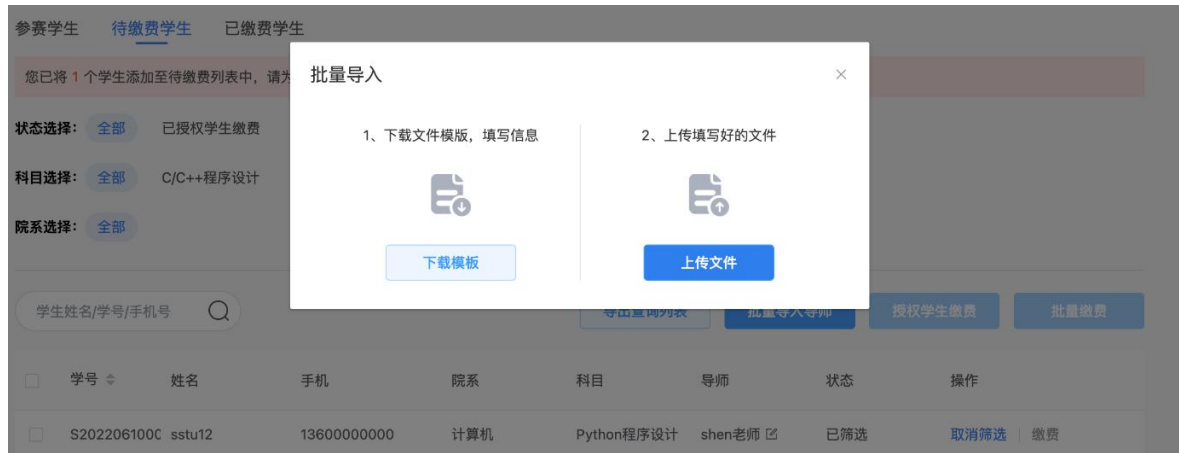 参赛学生 待缴费学生 已缴费学生
您已将 1 个学生添加至待缴费列表中，请为
批量导入
状态选择： 全部 已授权学生缴费
1、下载文件模版，填写信息 2、上传填写好的文件
科目选择： 全部 C/C++程序设计
院系选择： 全部
下载模板 上传文件
学生姓名/学号/手机号 导出查询列表 批量导入导师 授权学生缴费 批量缴费
学号 姓名 手机 院系 科目 导师 状态 操作
S2022061000 sstu12 13600000000 计算机 Python程序设计 shen老师 已筛选 取消筛选 缴费